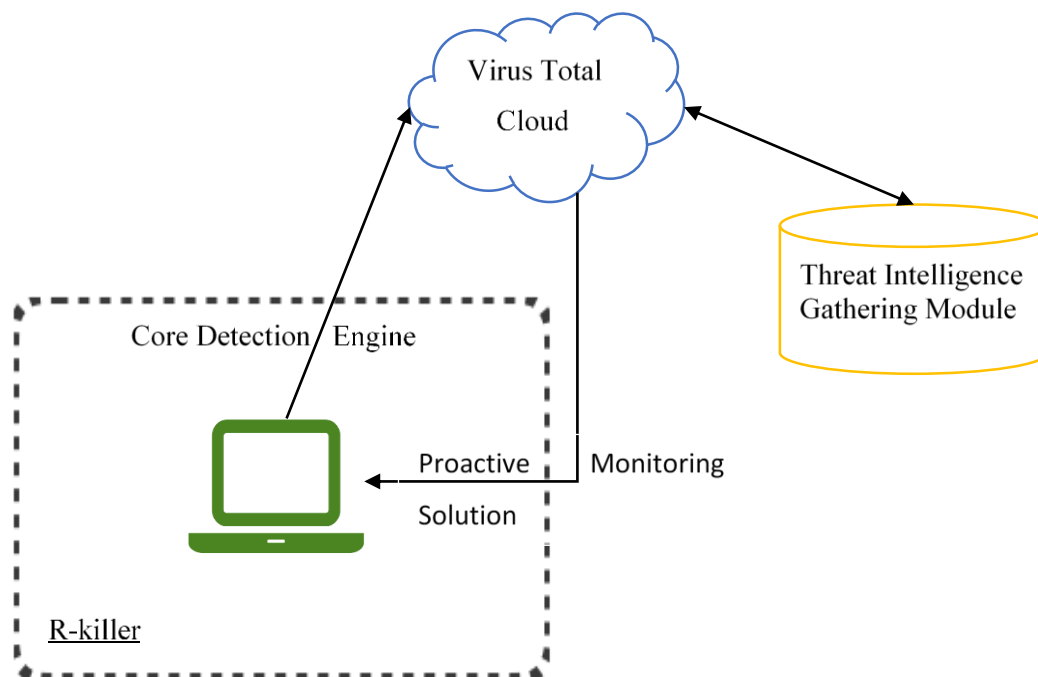 Virus Total
Cloud
Threat Intelligence
Gathering Module
Core Detection Engine
Proactive Monitoring
Solution
R-killer